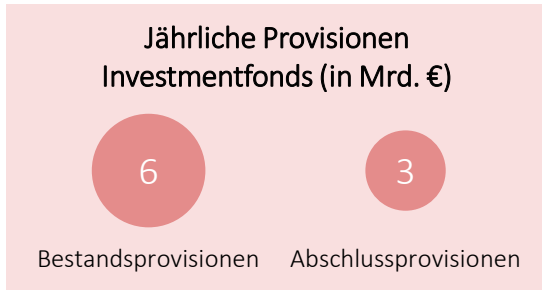 Jährliche Provisionen
Investmentfonds (in Mrd. €)
6
3
Bestandsprovisionen
Abschlussprovisionen